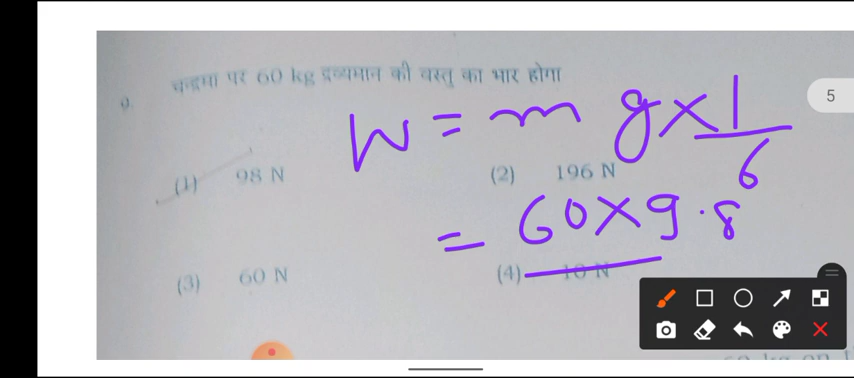 चन्द्रमा पर 60 kg द्रव्यमान की वस्तु का भार होगा
9.
W = m g × 1/6
(1) 98 N (2) 196 N
= 60 × 9.8
(3) 60 N (4) 10 N
5